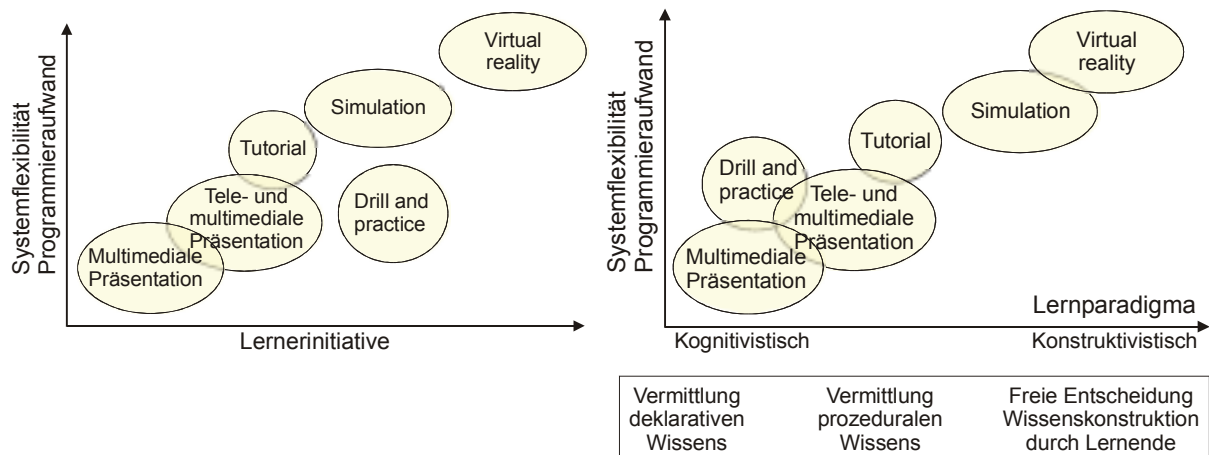 Systemflexibilität
Programmieraufwand
Virtual
reality
Simulation
Tutorial
Tele- und
multimediale
Präsentation
Drill and
practice
Multimediale
Präsentation
Lernerinitiative
Systemflexibilität
Programmieraufwand
Virtual
reality
Simulation
Tutorial
Drill and
practice
Tele- und
multimediale
Präsentation
Multimediale
Präsentation
Lernparadigma
Kognitivistisch
Konstruktivistisch
Vermittlung
deklarativen
Wissens
Vermittlung
prozeduralen
Wissens
Freie Entscheidung
Wissenskonstruktion
durch Lernende